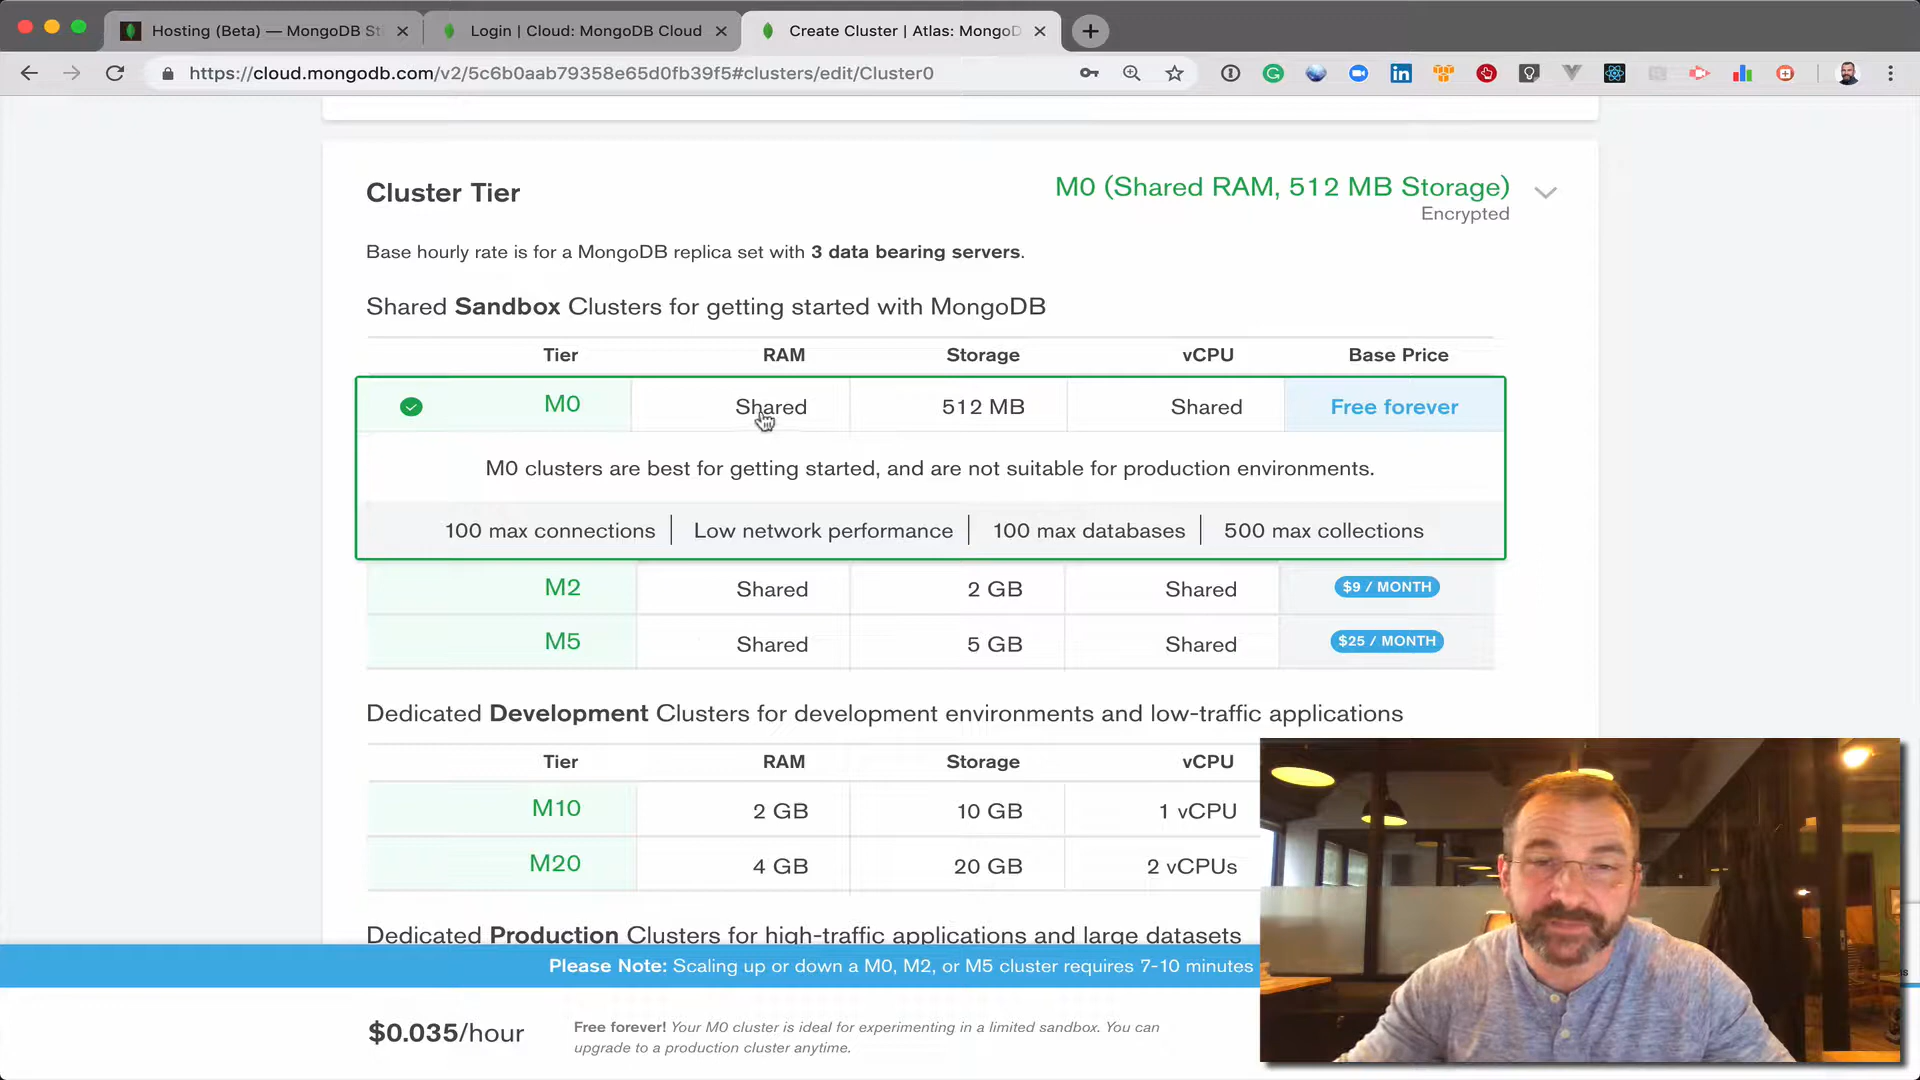 Hosting (Beta) — MongoDB St
Login | Cloud: MongoDB Cloud
Create Cluster | Atlas: MongoD
https://cloud.mongodb.com/v2/5c6b0aab79358e65d0fb39f5#clusters/edit/Cluster0
Cluster Tier
M0 (Shared RAM, 512 MB Storage)
Encrypted
Base hourly rate is for a MongoDB replica set with 3 data bearing servers.
Shared Sandbox Clusters for getting started with MongoDB
Tier RAM Storage vCPU Base Price
M0 Shared 512 MB Shared Free forever
M0 clusters are best for getting started, and are not suitable for production environments.
100 max connections | Low network performance | 100 max databases | 500 max collections
M2 Shared 2 GB Shared $9 / MONTH
M5 Shared 5 GB Shared $25 / MONTH
Dedicated Development Clusters for development environments and low-traffic applications
Tier RAM Storage vCPU
M10 2 GB 10 GB 1 vCPU
M20 4 GB 20 GB 2 vCPUs
Dedicated Production Clusters for high-traffic applications and large datasets
Please Note: Scaling up or down a M0, M2, or M5 cluster requires 7-10 minutes
$0.035/hour
Free forever! Your M0 cluster is ideal for experimenting in a limited sandbox. You can
upgrade to a production cluster anytime.